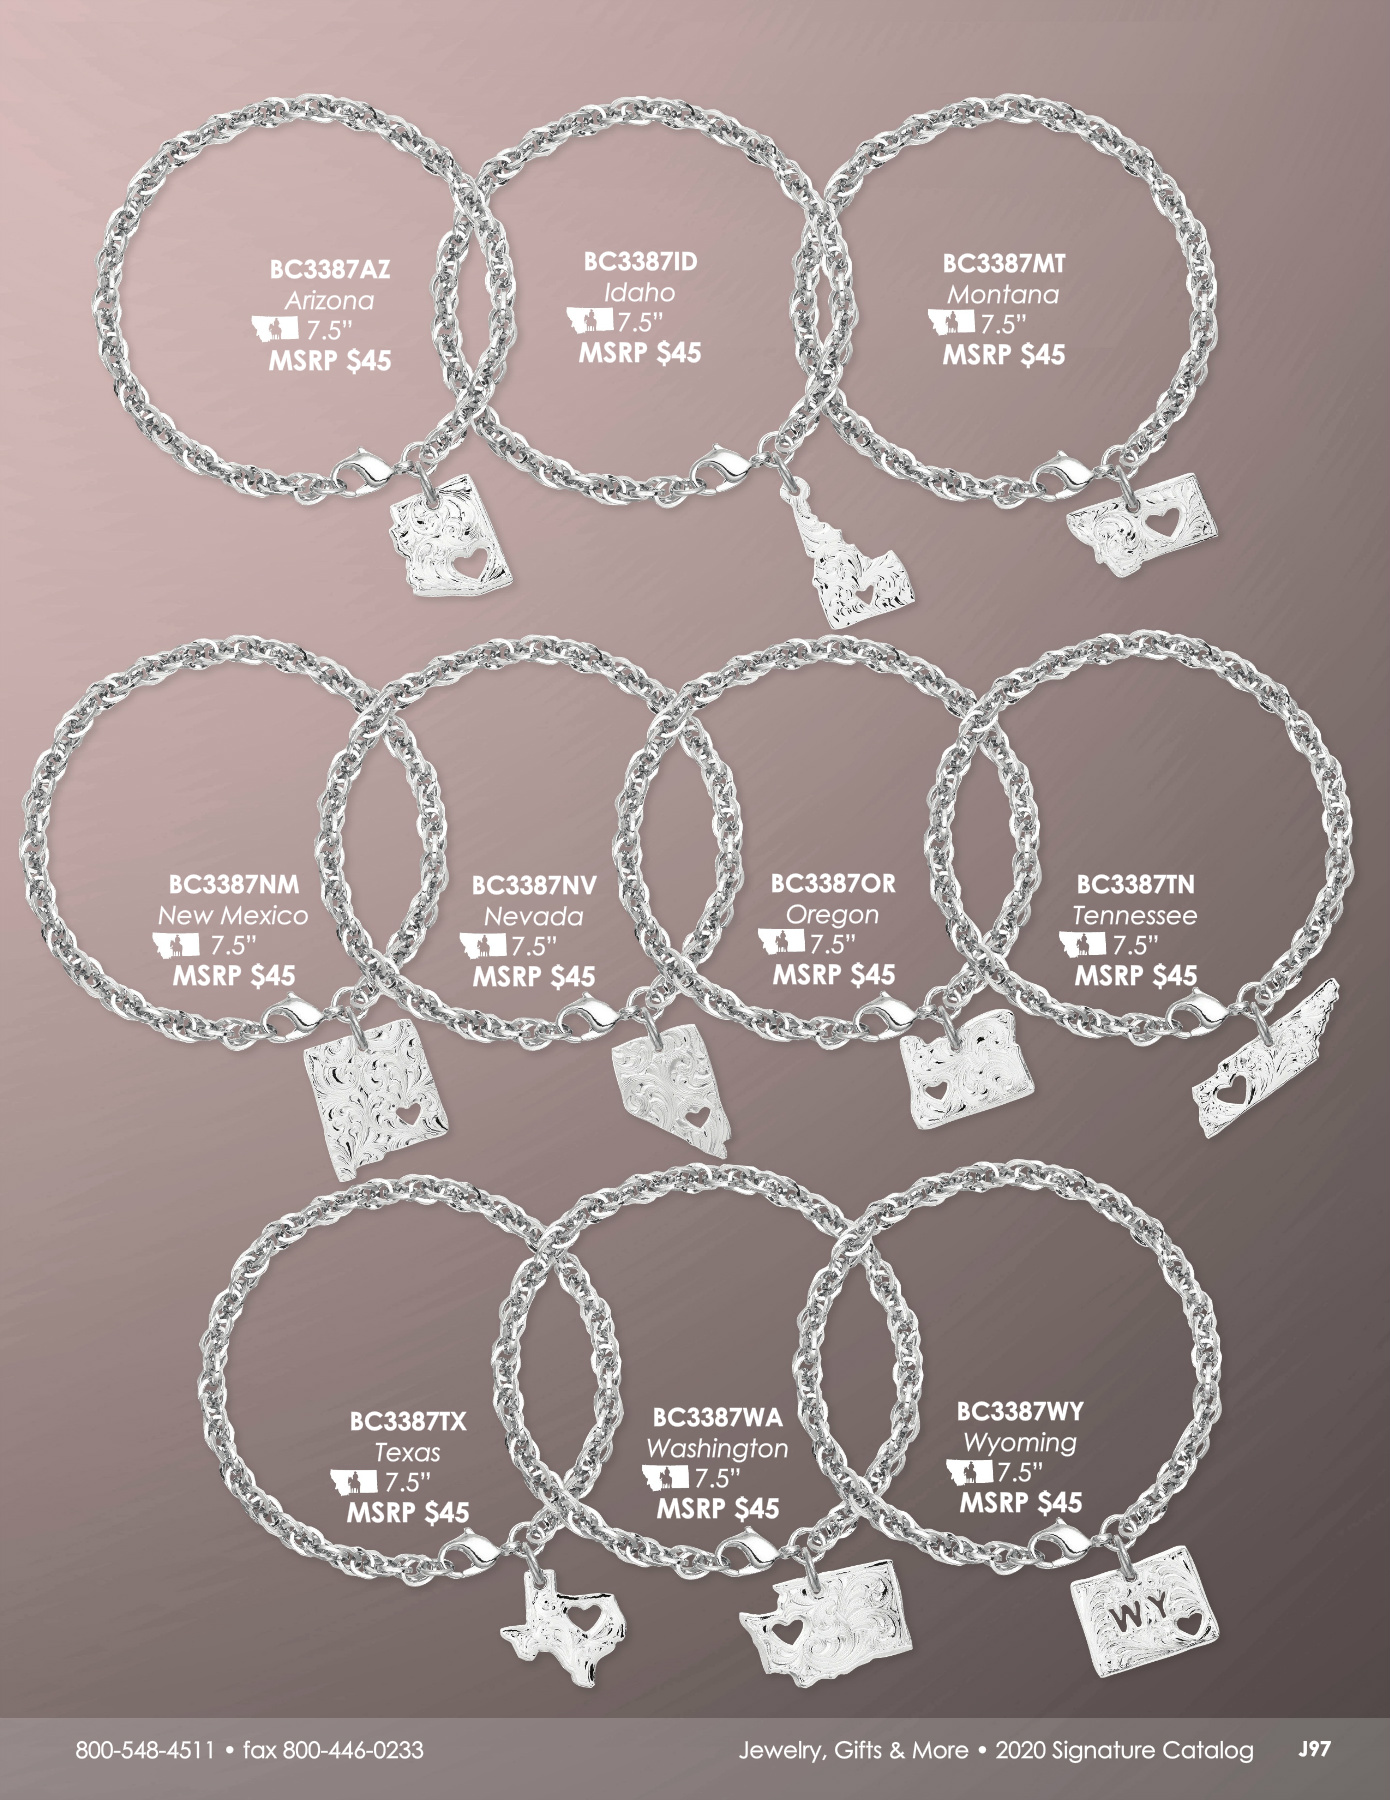 BC3387AZ
Arizona
7.5”
MSRP $45
BC3387ID
Idaho
7.5”
MSRP $45
BC3387MT
Montana
7.5”
MSRP $45
BC3387NM
New Mexico
7.5”
MSRP $45
BC3387NV
Nevada
7.5”
MSRP $45
BC3387OR
Oregon
7.5”
MSRP $45
BC3387TN
Tennessee
7.5”
MSRP $45
BC3387TX
Texas
7.5”
MSRP $45
BC3387WA
Washington
7.5”
MSRP $45
BC3387WY
Wyoming
7.5”
MSRP $45
WY
800-548-4511 • fax 800-446-0233
Jewelry, Gifts & More • 2020 Signature Catalog J97